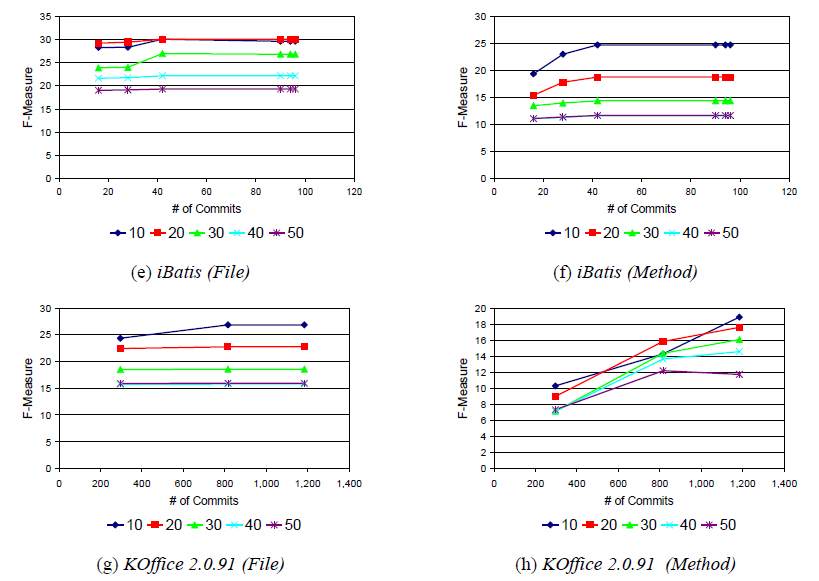 35
30
25
20
15
10
5
0
F-Measure
0 20 40 60 80 100 120
# of Commits
10 20 30 40 50
(e) iBatis (File)
30
25
20
15
10
5
0
F-Measure
0 20 40 60 80 100 120
# of Commits
10 20 30 40 50
(f) iBatis (Method)
30
25
20
15
10
5
0
F-Measure
0 200 400 600 800 1,000 1,200 1,400
# of Commits
10 20 30 40 50
(g) KOffice 2.0.91 (File)
20
18
16
14
12
10
8
6
4
2
0
F-Measure
0 200 400 600 800 1,000 1,200 1,400
# of Commits
10 20 30 40 50
(h) KOffice 2.0.91 (Method)